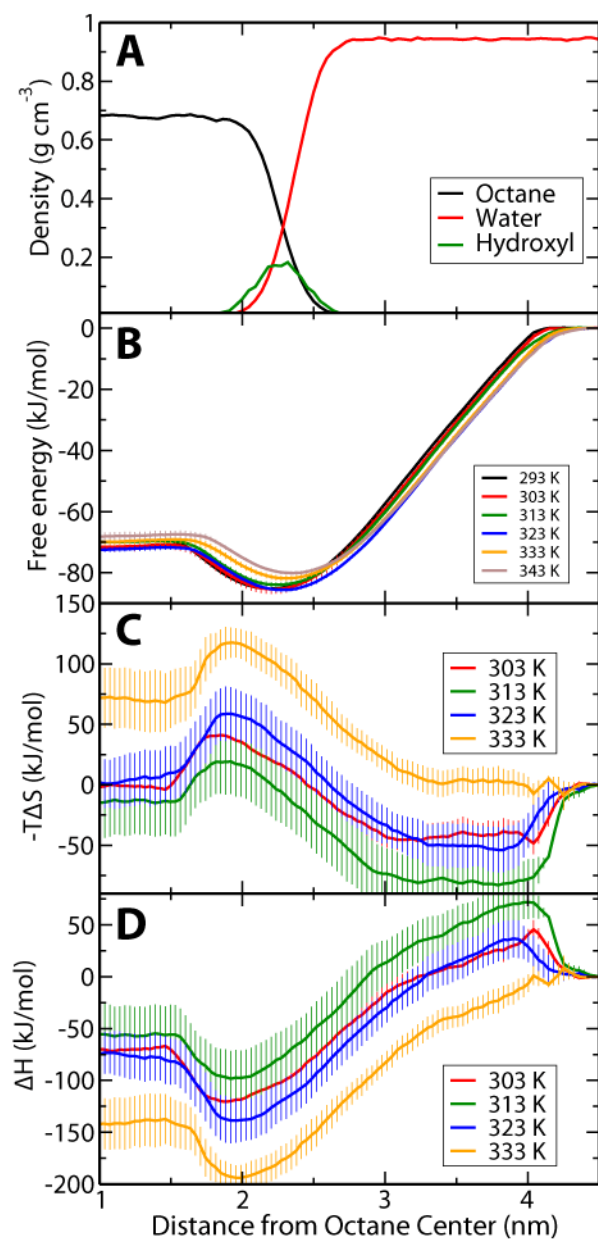 A
1
0.8
0.6
0.4
0.2
Density (g cm⁻³)
Octane
Water
Hydroxyl
B
0
-20
-40
-60
-80
Free energy (kJ/mol)
293 K
303 K
313 K
323 K
333 K
343 K
C
150
100
50
0
-50
-TΔS (kJ/mol)
303 K
313 K
323 K
333 K
D
50
0
-50
-100
-150
-200
ΔH (kJ/mol)
303 K
313 K
323 K
333 K
1 2 3 4
Distance from Octane Center (nm)